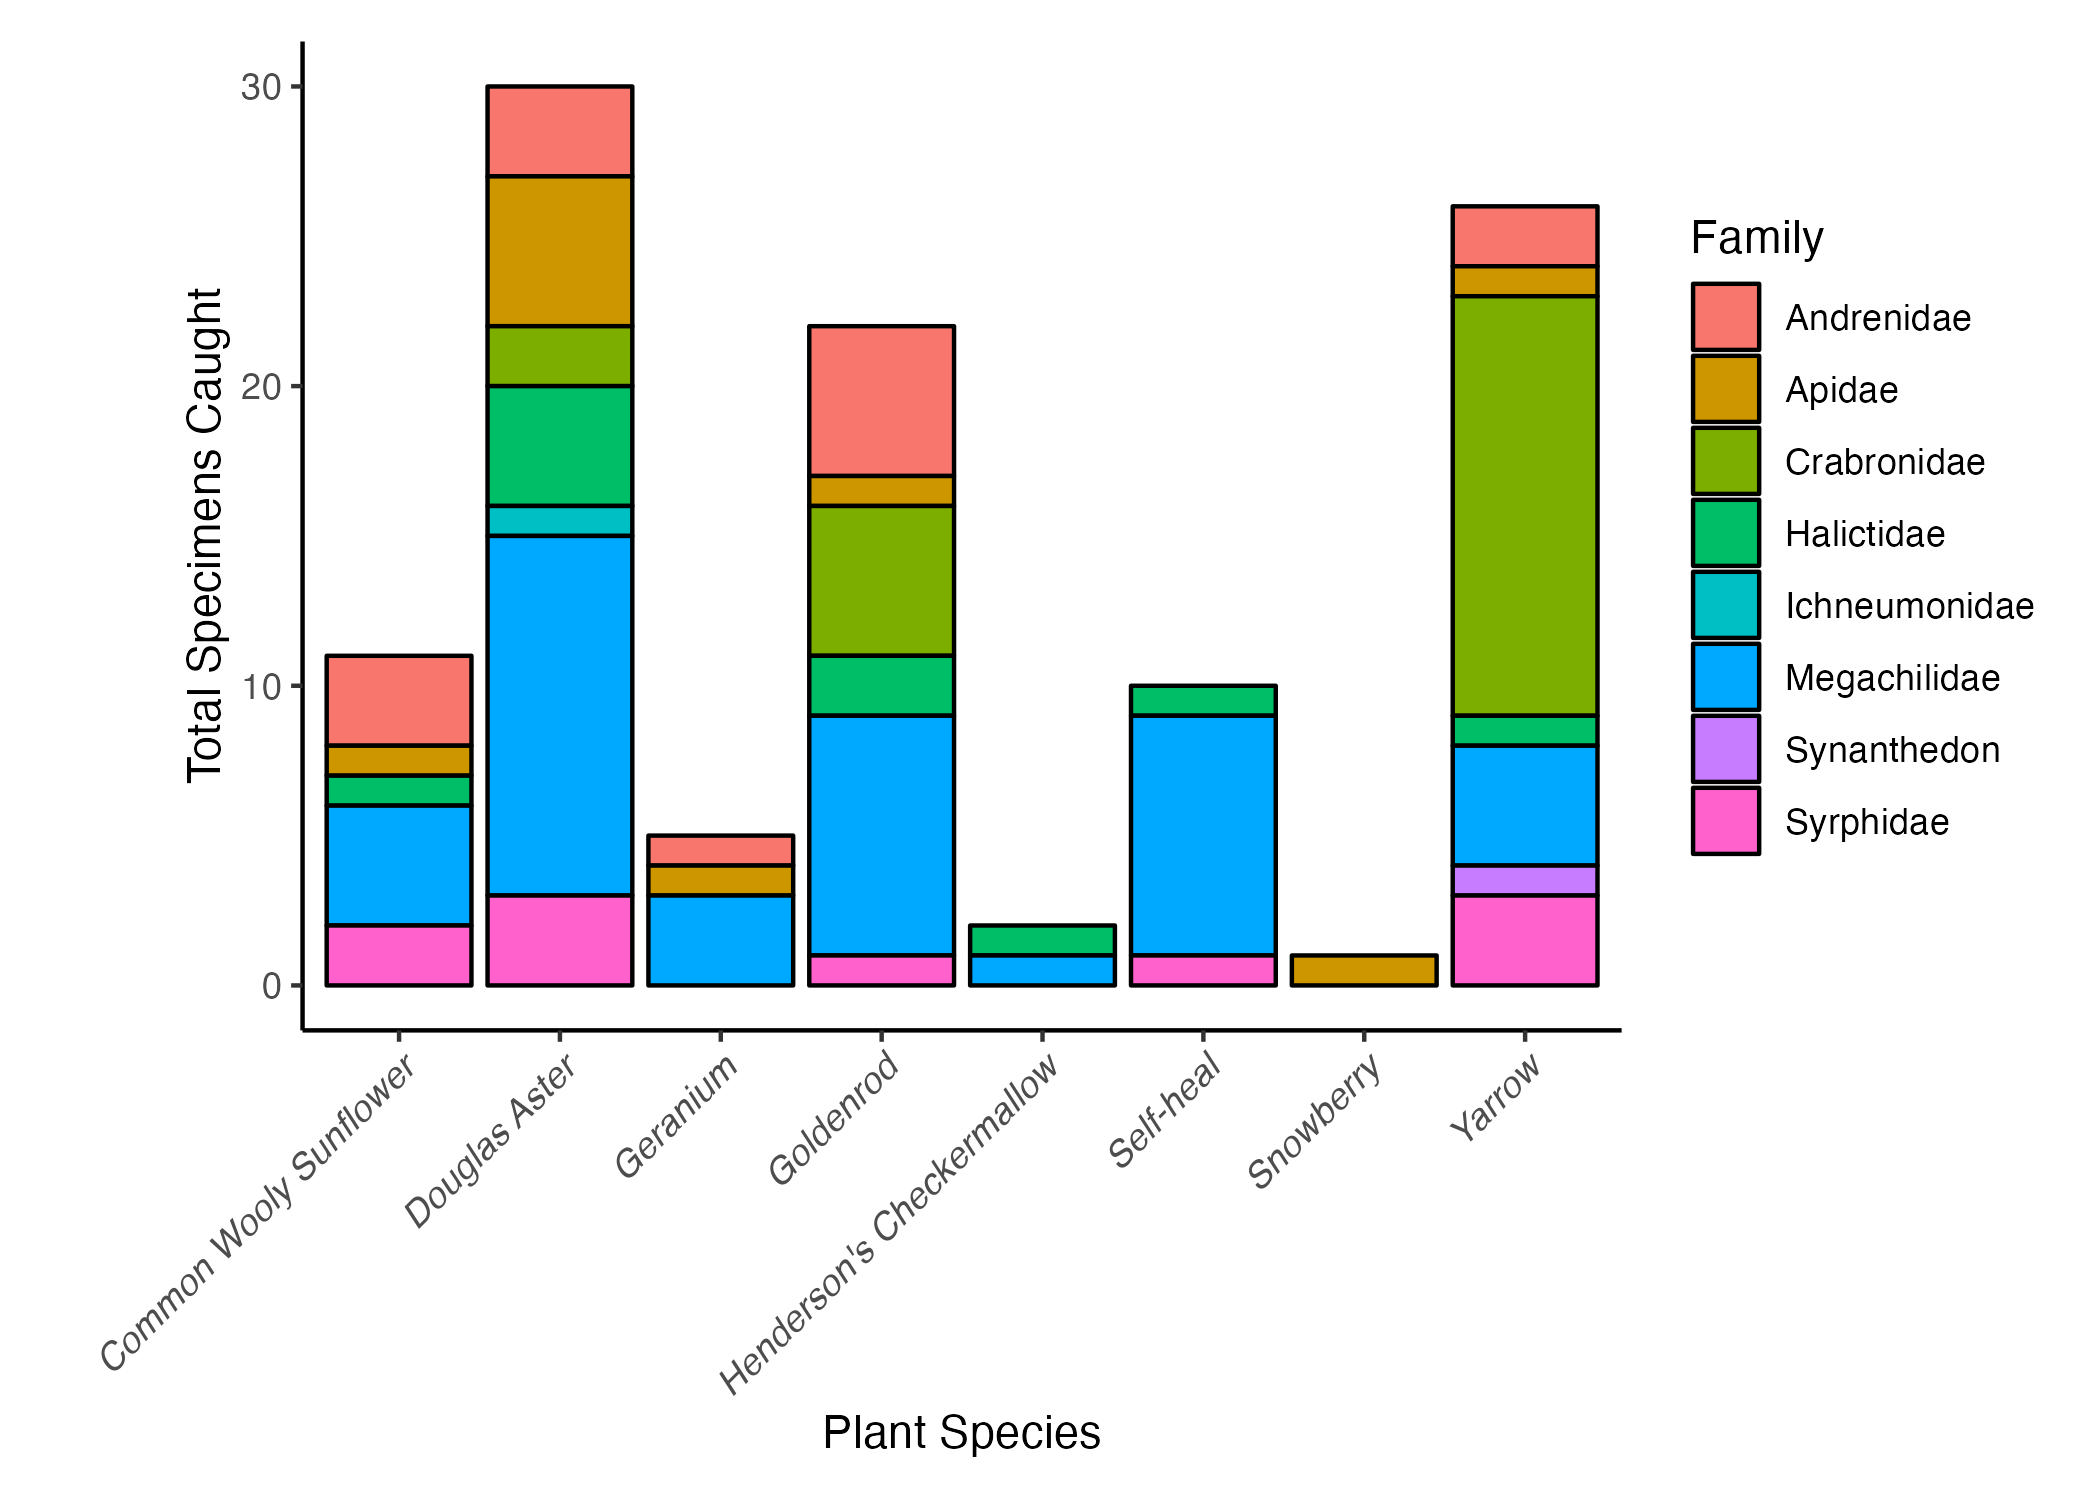 Total Specimens Caught
30
20
10
0
Common Wooly Sunflower
Douglas Aster
Geranium
Goldenrod
Henderson's Checkermallow
Self-heal
Snowberry
Yarrow
Plant Species
Family
Andrenidae
Apidae
Crabronidae
Halictidae
Ichneumonidae
Megachilidae
Synanthedon
Syrphidae